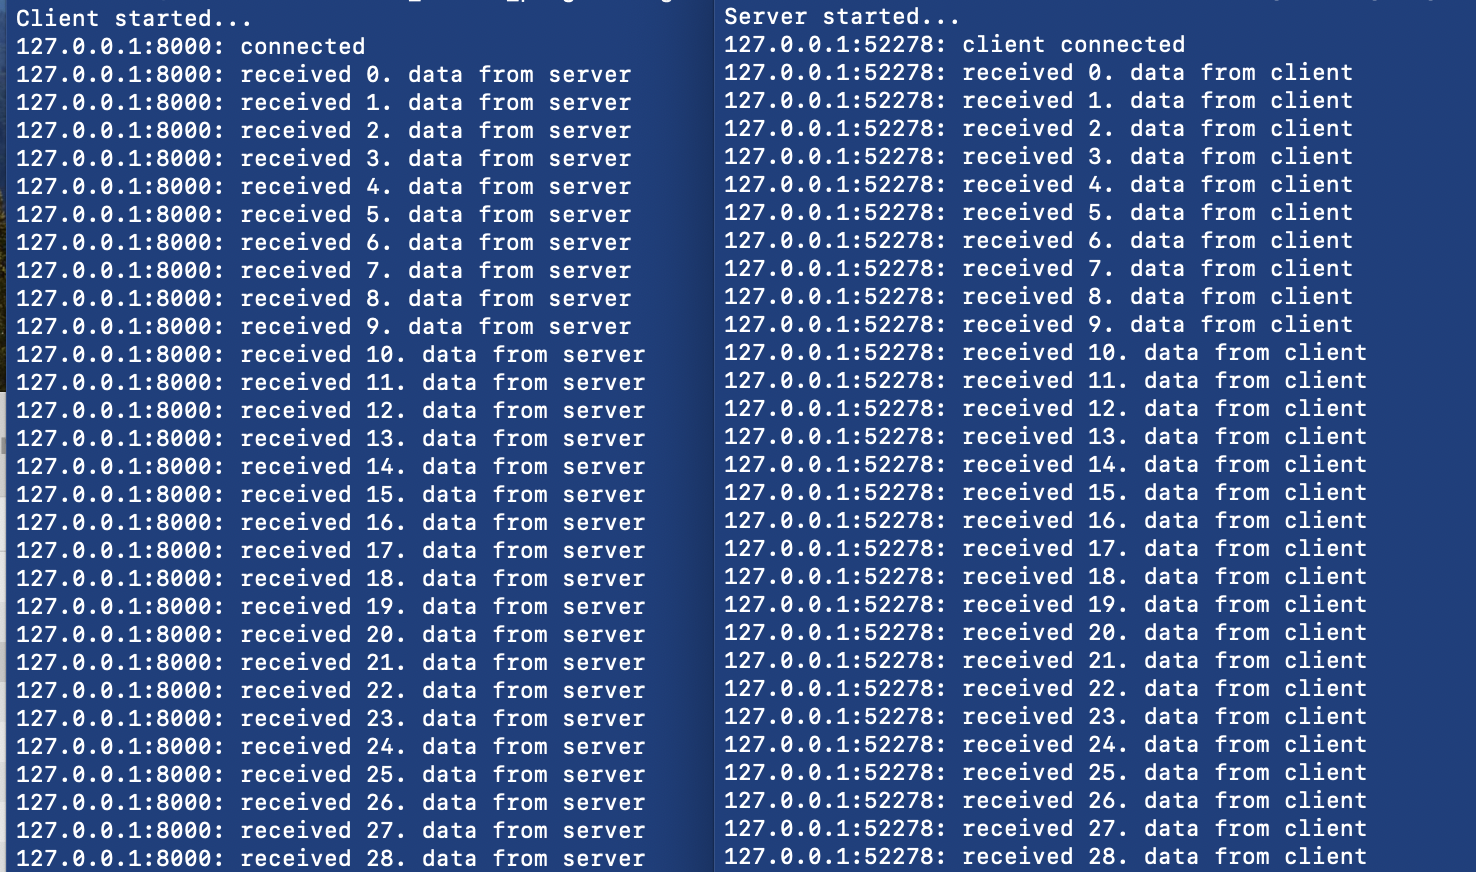 Client started...
127.0.0.1:8000: connected
127.0.0.1:8000: received 0. data from server
127.0.0.1:8000: received 1. data from server
127.0.0.1:8000: received 2. data from server
127.0.0.1:8000: received 3. data from server
127.0.0.1:8000: received 4. data from server
127.0.0.1:8000: received 5. data from server
127.0.0.1:8000: received 6. data from server
127.0.0.1:8000: received 7. data from server
127.0.0.1:8000: received 8. data from server
127.0.0.1:8000: received 9. data from server
127.0.0.1:8000: received 10. data from server
127.0.0.1:8000: received 11. data from server
127.0.0.1:8000: received 12. data from server
127.0.0.1:8000: received 13. data from server
127.0.0.1:8000: received 14. data from server
127.0.0.1:8000: received 15. data from server
127.0.0.1:8000: received 16. data from server
127.0.0.1:8000: received 17. data from server
127.0.0.1:8000: received 18. data from server
127.0.0.1:8000: received 19. data from server
127.0.0.1:8000: received 20. data from server
127.0.0.1:8000: received 21. data from server
127.0.0.1:8000: received 22. data from server
127.0.0.1:8000: received 23. data from server
127.0.0.1:8000: received 24. data from server
127.0.0.1:8000: received 25. data from server
127.0.0.1:8000: received 26. data from server
127.0.0.1:8000: received 27. data from server
127.0.0.1:8000: received 28. data from server
Server started...
127.0.0.1:52278: client connected
127.0.0.1:52278: received 0. data from client
127.0.0.1:52278: received 1. data from client
127.0.0.1:52278: received 2. data from client
127.0.0.1:52278: received 3. data from client
127.0.0.1:52278: received 4. data from client
127.0.0.1:52278: received 5. data from client
127.0.0.1:52278: received 6. data from client
127.0.0.1:52278: received 7. data from client
127.0.0.1:52278: received 8. data from client
127.0.0.1:52278: received 9. data from client
127.0.0.1:52278: received 10. data from client
127.0.0.1:52278: received 11. data from client
127.0.0.1:52278: received 12. data from client
127.0.0.1:52278: received 13. data from client
127.0.0.1:52278: received 14. data from client
127.0.0.1:52278: received 15. data from client
127.0.0.1:52278: received 16. data from client
127.0.0.1:52278: received 17. data from client
127.0.0.1:52278: received 18. data from client
127.0.0.1:52278: received 19. data from client
127.0.0.1:52278: received 20. data from client
127.0.0.1:52278: received 21. data from client
127.0.0.1:52278: received 22. data from client
127.0.0.1:52278: received 23. data from client
127.0.0.1:52278: received 24. data from client
127.0.0.1:52278: received 25. data from client
127.0.0.1:52278: received 26. data from client
127.0.0.1:52278: received 27. data from client
127.0.0.1:52278: received 28. data from client